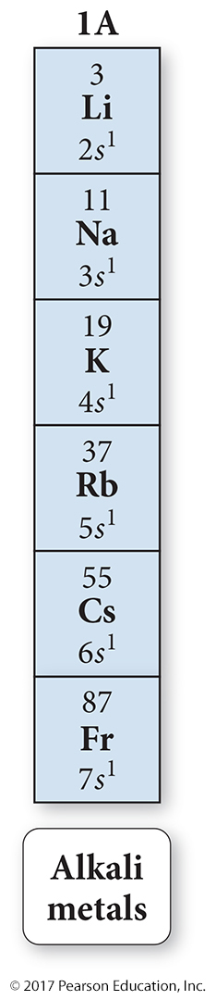 1A
3
Li
2s¹
11
Na
3s¹
19
K
4s¹
37
Rb
5s¹
55
Cs
6s¹
87
Fr
7s¹
Alkali
metals
© 2017 Pearson Education, Inc.